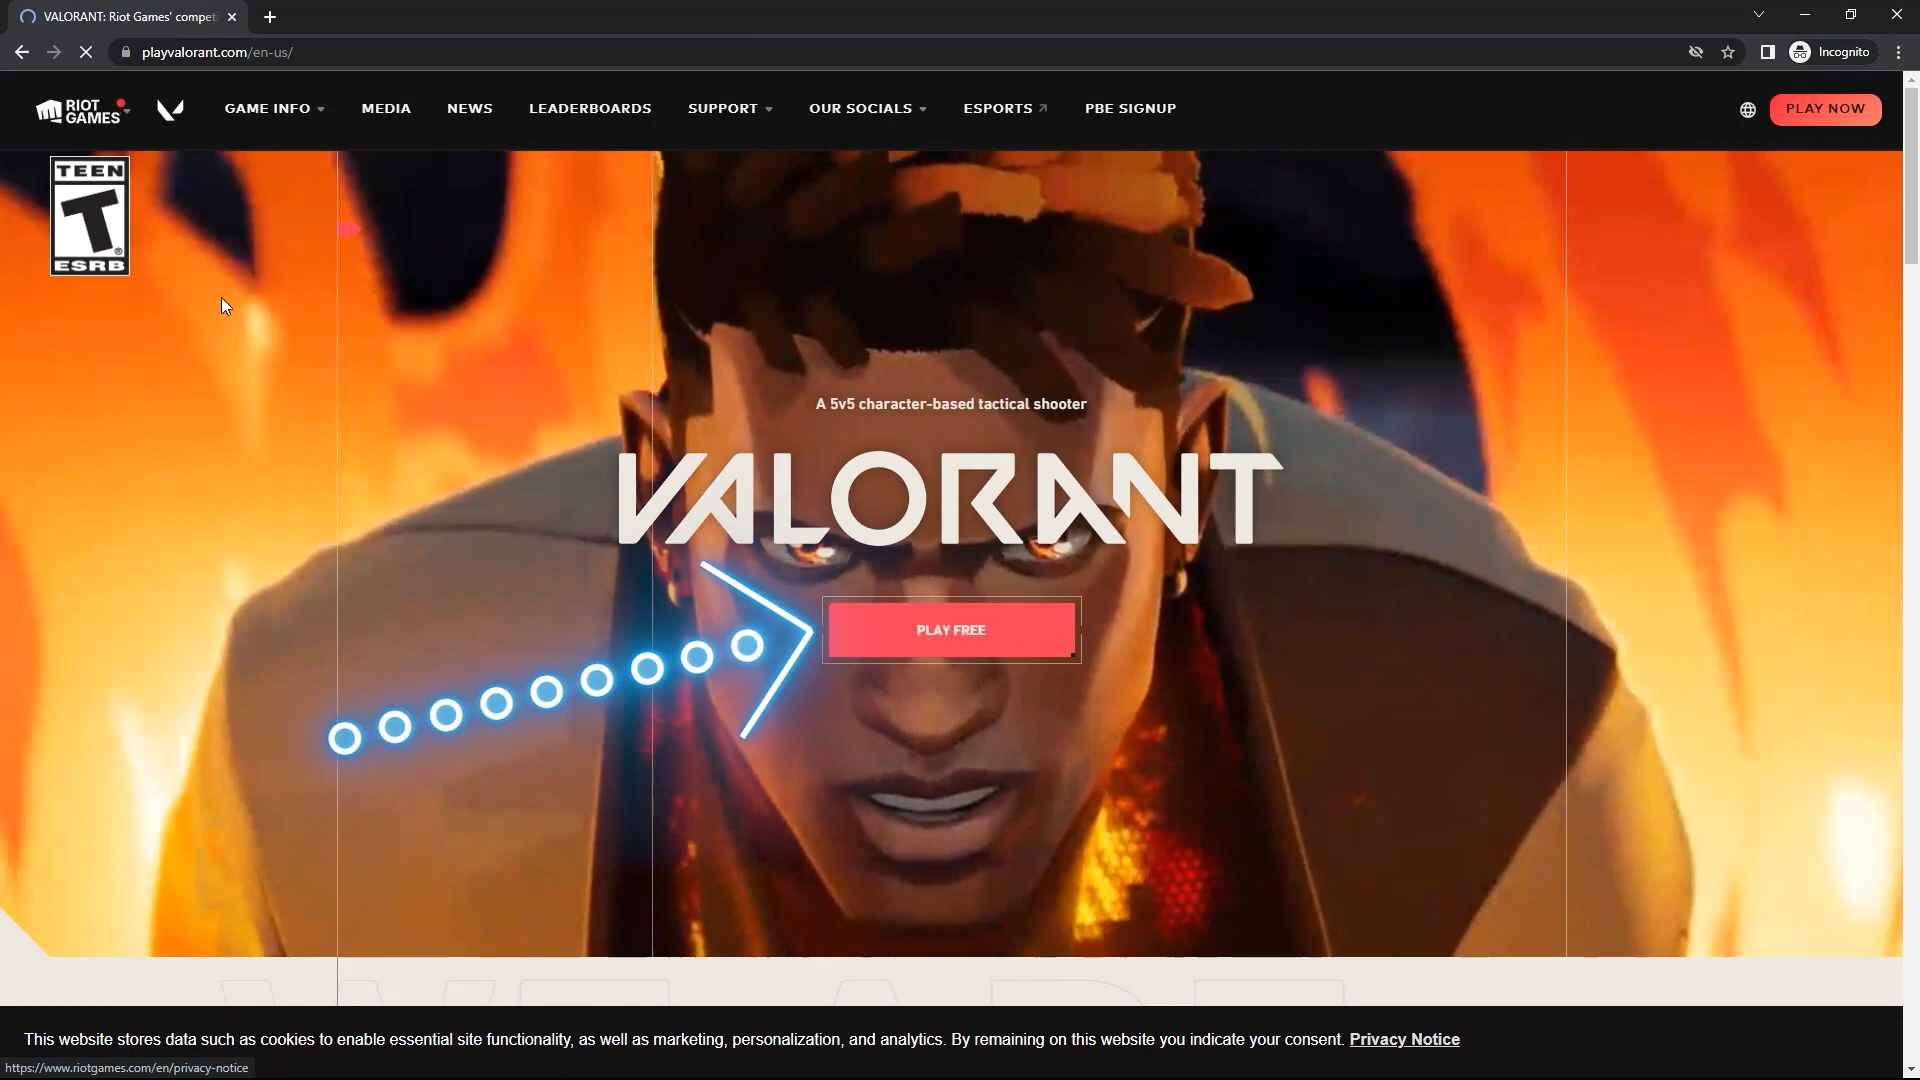 VALORANT: Riot Games' competi
playvalorant.com/en-us/
Incognito
RIOT GAMES
GAME INFO
MEDIA
NEWS
LEADERBOARDS
SUPPORT
OUR SOCIALS
ESPORTS
PBE SIGNUP
PLAY NOW
TEEN
T
ESRB
A 5v5 character-based tactical shooter
VALORANT
PLAY FREE
WE ARE
This website stores data such as cookies to enable essential site functionality, as well as marketing, personalization, and analytics. By remaining on this website you indicate your consent. Privacy Notice
https://www.riotgames.com/en/privacy-notice